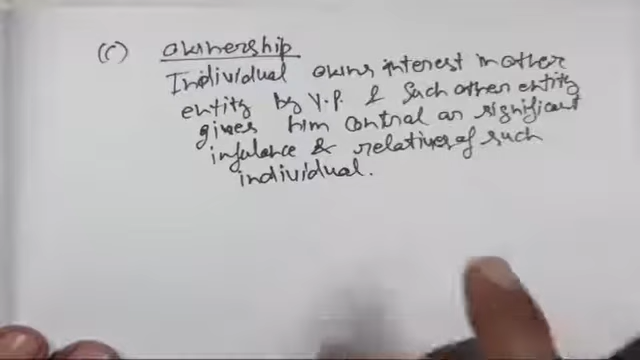 (C) ownership
Individual owns interest in other
entity by V.P. & Such other entity
gives him control or significant
infulance & relatives of such
individual.